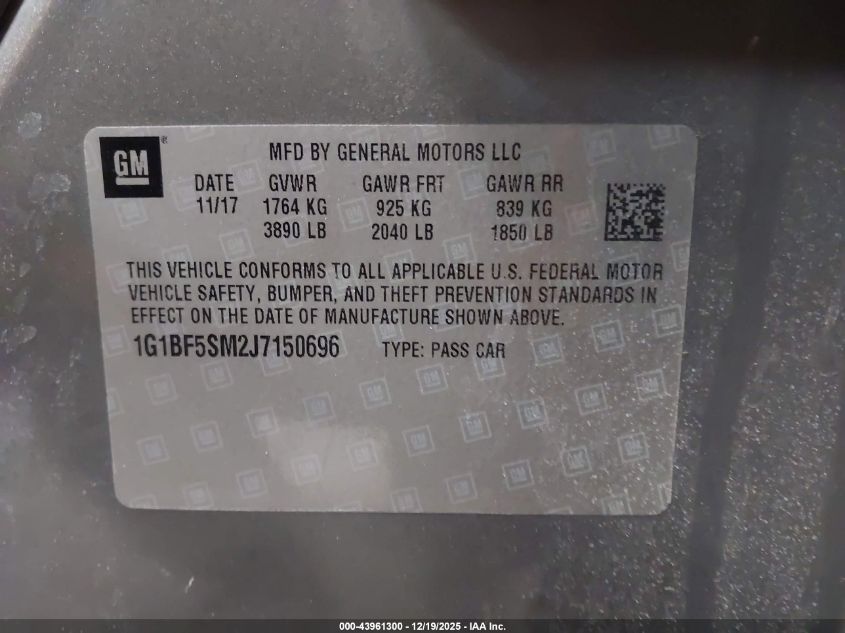 GM®
MFD BY GENERAL MOTORS LLC
DATE GVWR GAWR FRT GAWR RR
11/17 1764 KG 925 KG 839 KG
3890 LB 2040 LB 1850 LB
THIS VEHICLE CONFORMS TO ALL APPLICABLE U.S. FEDERAL MOTOR
VEHICLE SAFETY, BUMPER, AND THEFT PREVENTION STANDARDS IN
EFFECT ON THE DATE OF MANUFACTURE SHOWN ABOVE.
1G1BF5SM2J7150696 TYPE: PASS CAR
000-43961300 - 12/19/2025 - IAA Inc.